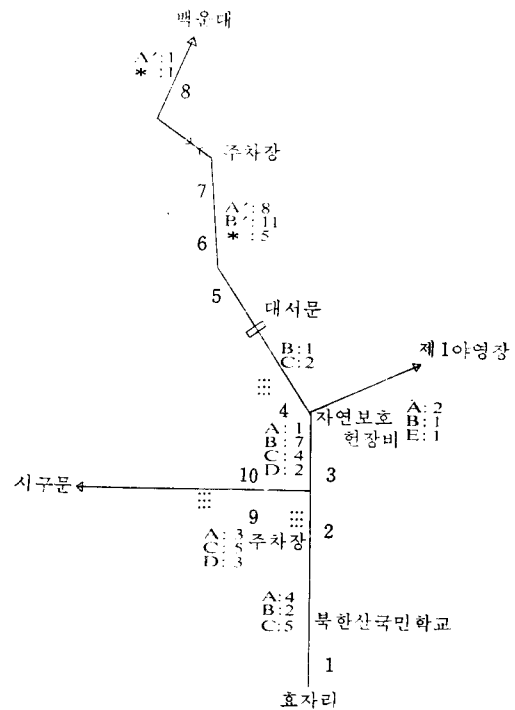 백운대
A´:1
* :1
8
주차장
7
A´:8
B´:11
* :5
6
5
대서문
B:1
C:2
제1야영장
4
자연보호
헌장비
A:2
B:1
E:1
A:1
B:7
C:4
D:2
3
10
시구문
9
2
주차장
A:3
C:5
D:3
A:4
B:2
C:5
북한산국민학교
1
효자리